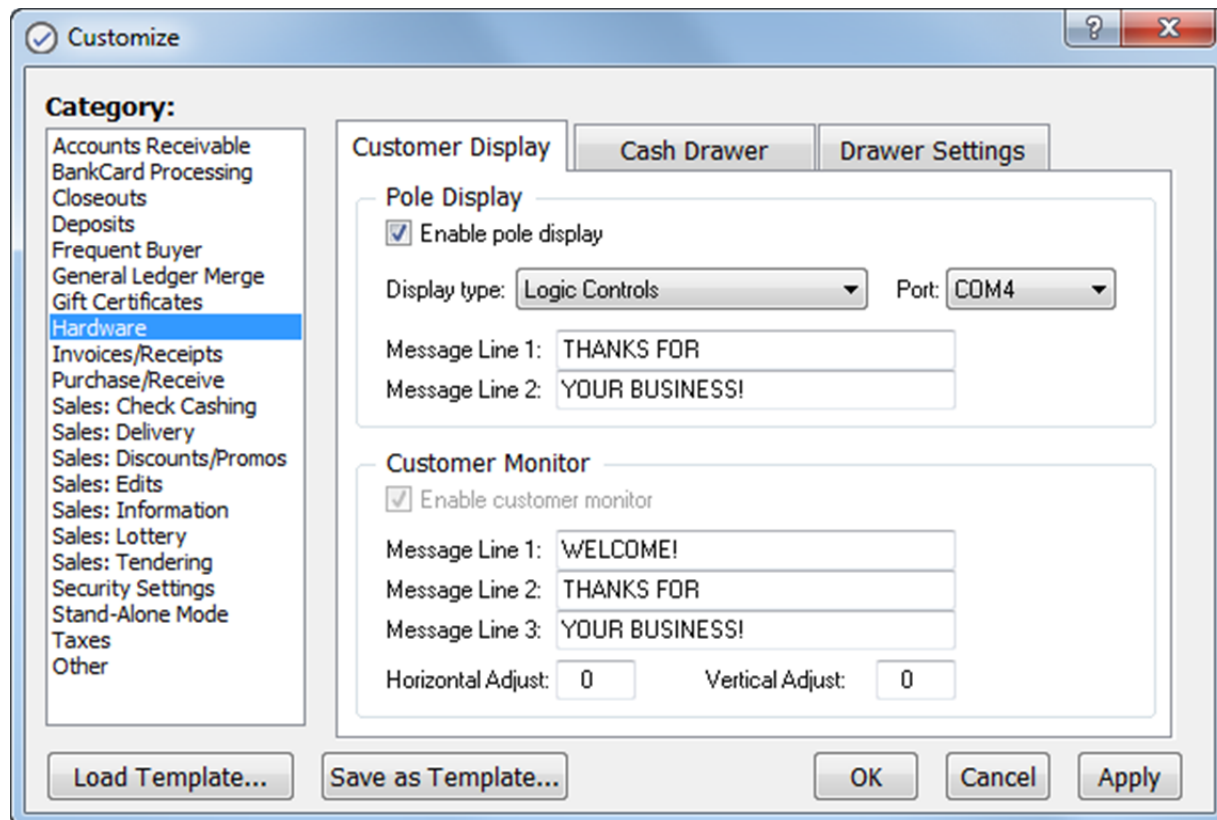 Customize
Category:
Accounts Receivable
BankCard Processing
Closeouts
Deposits
Frequent Buyer
General Ledger Merge
Gift Certificates
Hardware
Invoices/Receipts
Purchase/Receive
Sales: Check Cashing
Sales: Delivery
Sales: Discounts/Promos
Sales: Edits
Sales: Information
Sales: Lottery
Sales: Tendering
Security Settings
Stand-Alone Mode
Taxes
Other
Customer Display Cash Drawer Drawer Settings
Pole Display
Enable pole display
Display type: Logic Controls Port: COM4
Message Line 1: THANKS FOR
Message Line 2: YOUR BUSINESS!
Customer Monitor
Enable customer monitor
Message Line 1: WELCOME!
Message Line 2: THANKS FOR
Message Line 3: YOUR BUSINESS!
Horizontal Adjust: 0 Vertical Adjust: 0
Load Template... Save as Template... OK Cancel Apply